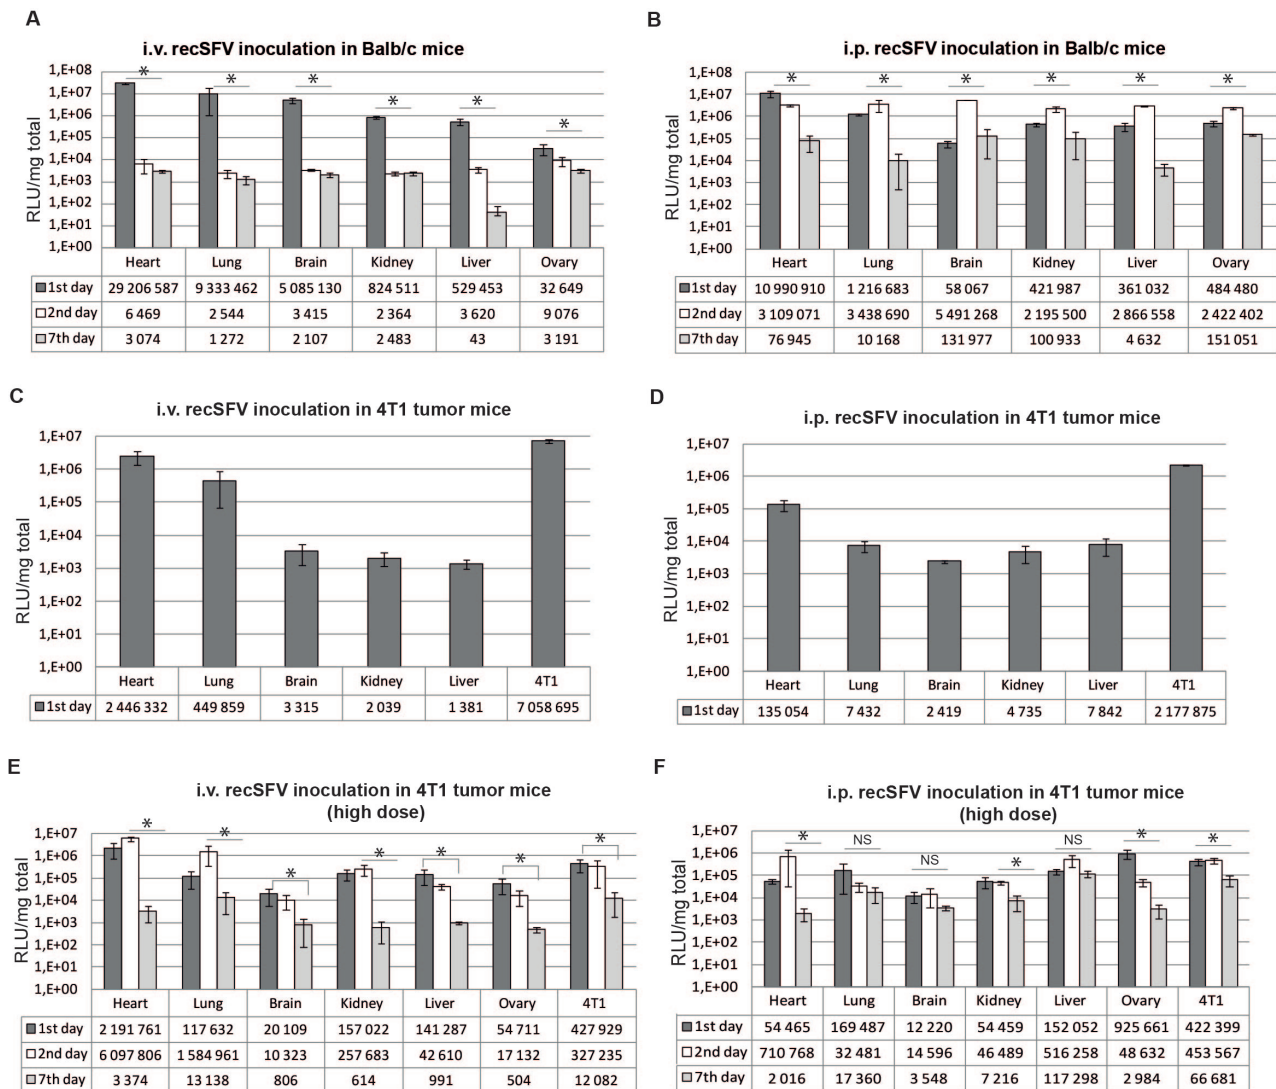 A
i.v. recSFV inoculation in Balb/c mice
RLU/mg total
1,E+08
1,E+07
1,E+06
1,E+05
1,E+04
1,E+03
1,E+02
1,E+01
1,E+00
* * * * * *
Heart Lung Brain Kidney Liver Ovary
1st day 29 206 587 9 333 462 5 085 130 824 511 529 453 32 649
2nd day 6 469 2 544 3 415 2 364 3 620 9 076
7th day 3 074 1 272 2 107 2 483 43 3 191
B
i.p. recSFV inoculation in Balb/c mice
RLU/mg total
1,E+08
1,E+07
1,E+06
1,E+05
1,E+04
1,E+03
1,E+02
1,E+01
1,E+00
* * * * * *
Heart Lung Brain Kidney Liver Ovary
1st day 10 990 910 1 216 683 58 067 421 987 361 032 484 480
2nd day 3 109 071 3 438 690 5 491 268 2 195 500 2 866 558 2 422 402
7th day 76 945 10 168 131 977 100 933 4 632 151 051
C
i.v. recSFV inoculation in 4T1 tumor mice
RLU/mg total
1,E+07
1,E+06
1,E+05
1,E+04
1,E+03
1,E+02
1,E+01
1,E+00
Heart Lung Brain Kidney Liver 4T1
1st day 2 446 332 449 859 3 315 2 039 1 381 7 058 695
D
i.p. recSFV inoculation in 4T1 tumor mice
RLU/mg total
1,E+07
1,E+06
1,E+05
1,E+04
1,E+03
1,E+02
1,E+01
1,E+00
Heart Lung Brain Kidney Liver 4T1
1st day 135 054 7 432 2 419 4 735 7 842 2 177 875
E
i.v. recSFV inoculation in 4T1 tumor mice
(high dose)
RLU/mg total
1,E+07
1,E+06
1,E+05
1,E+04
1,E+03
1,E+02
1,E+01
1,E+00
* * * * * * *
Heart Lung Brain Kidney Liver Ovary 4T1
1st day 2 191 761 117 632 20 109 157 022 141 287 54 711 427 929
2nd day 6 097 806 1 584 961 10 323 257 683 42 610 17 132 327 235
7th day 3 374 13 138 806 614 991 504 12 082
F
i.p. recSFV inoculation in 4T1 tumor mice
(high dose)
RLU/mg total
1,E+07
1,E+06
1,E+05
1,E+04
1,E+03
1,E+02
1,E+01
1,E+00
* NS NS * NS * *
Heart Lung Brain Kidney Liver Ovary 4T1
1st day 54 465 169 487 12 220 54 459 152 052 925 661 422 399
2nd day 710 768 32 481 14 596 46 489 516 258 48 632 453 567
7th day 2 016 17 360 3 548 7 216 117 298 2 984 66 681